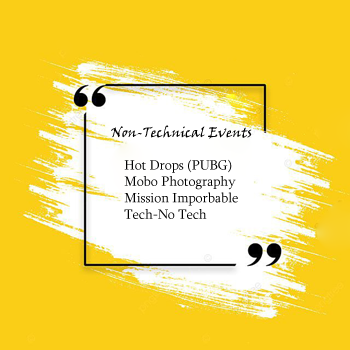 Non-Technical Events
Hot Drops (PUBG)
Mobo Photography
Mission Imporbable
Tech-No Tech